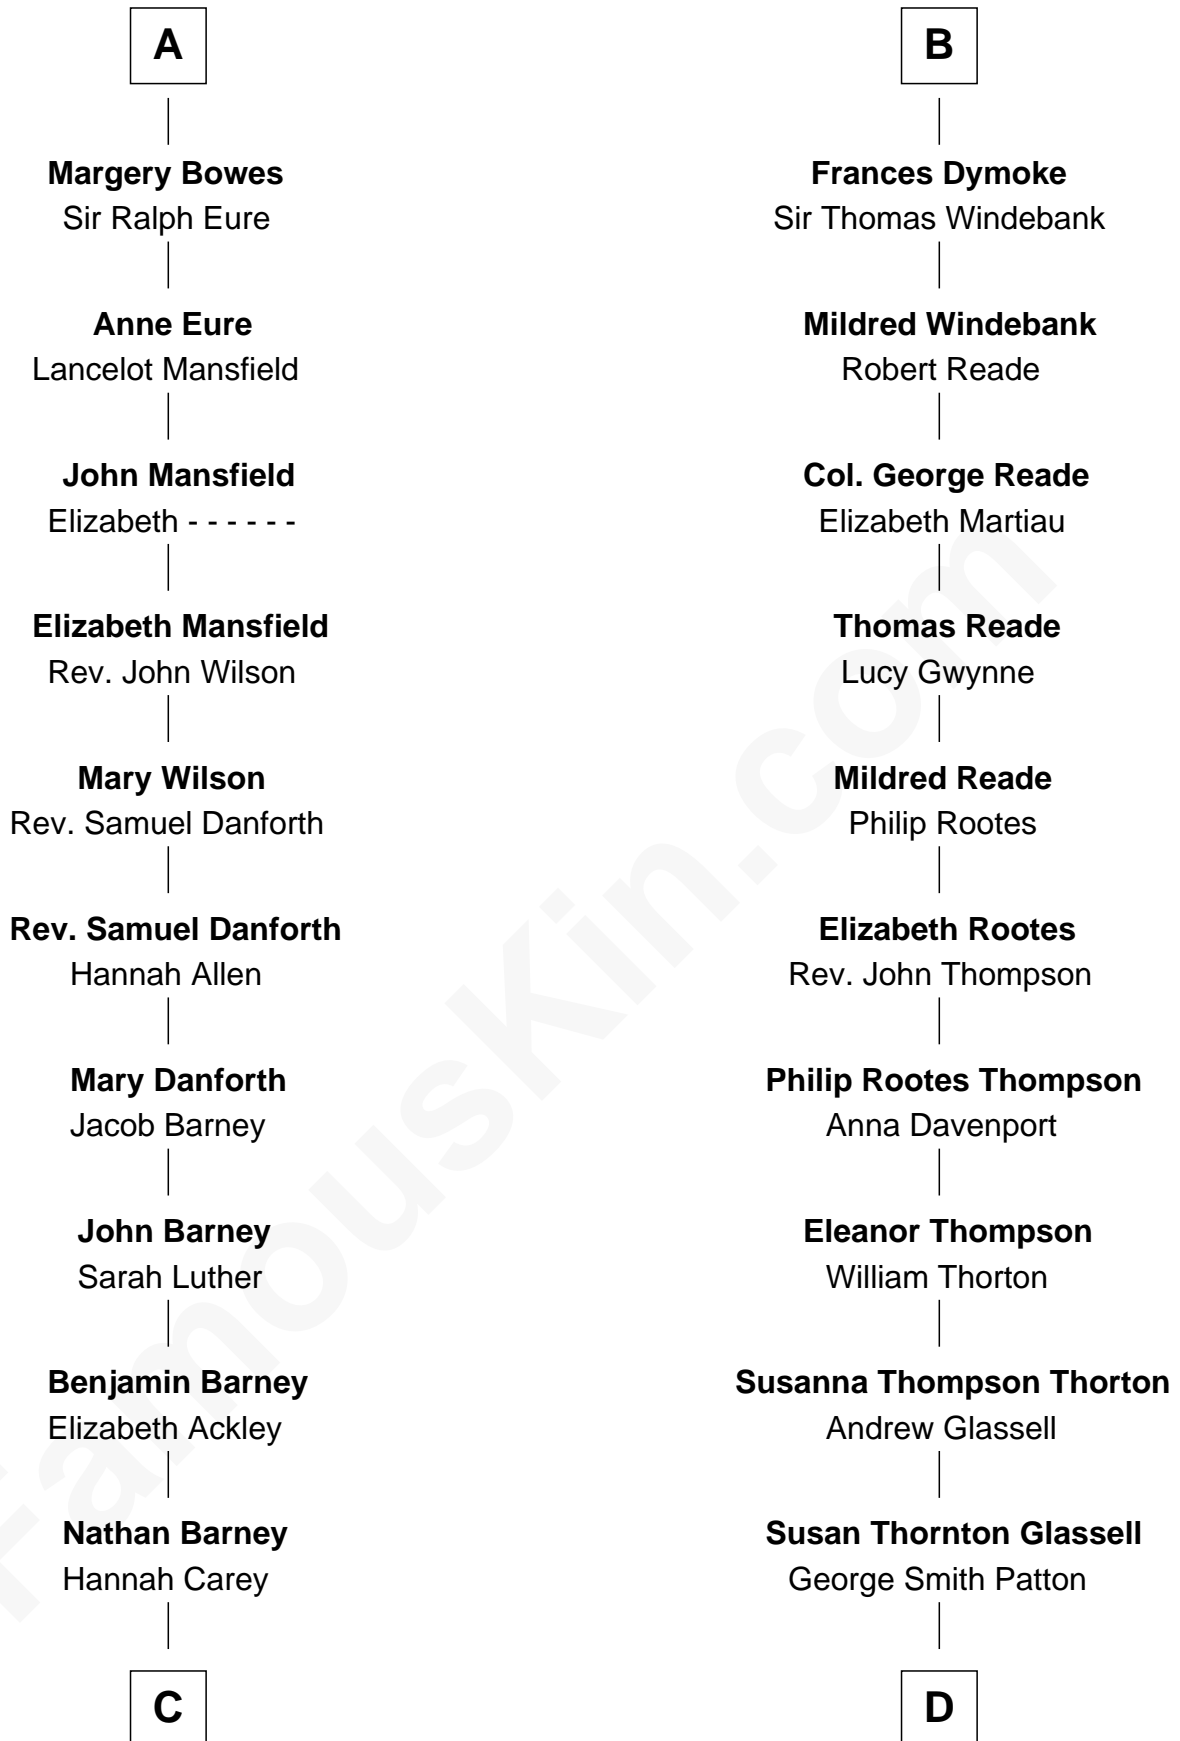 A
Margery Bowes
Sir Ralph Eure
Anne Eure
Lancelot Mansfield
John Mansfield
Elizabeth - - - - - -
Elizabeth Mansfield
Rev. John Wilson
Mary Wilson
Rev. Samuel Danforth
Rev. Samuel Danforth
Hannah Allen
Mary Danforth
Jacob Barney
John Barney
Sarah Luther
Benjamin Barney
Elizabeth Ackley
Nathan Barney
Hannah Carey
C
B
Frances Dymoke
Sir Thomas Windebank
Mildred Windebank
Robert Reade
Col. George Reade
Elizabeth Martiau
Thomas Reade
Lucy Gwynne
Mildred Reade
Philip Rootes
Elizabeth Rootes
Rev. John Thompson
Philip Rootes Thompson
Anna Davenport
Eleanor Thompson
William Thorton
Susanna Thompson Thorton
Andrew Glassell
Susan Thornton Glassell
George Smith Patton
D
FamousKin.com